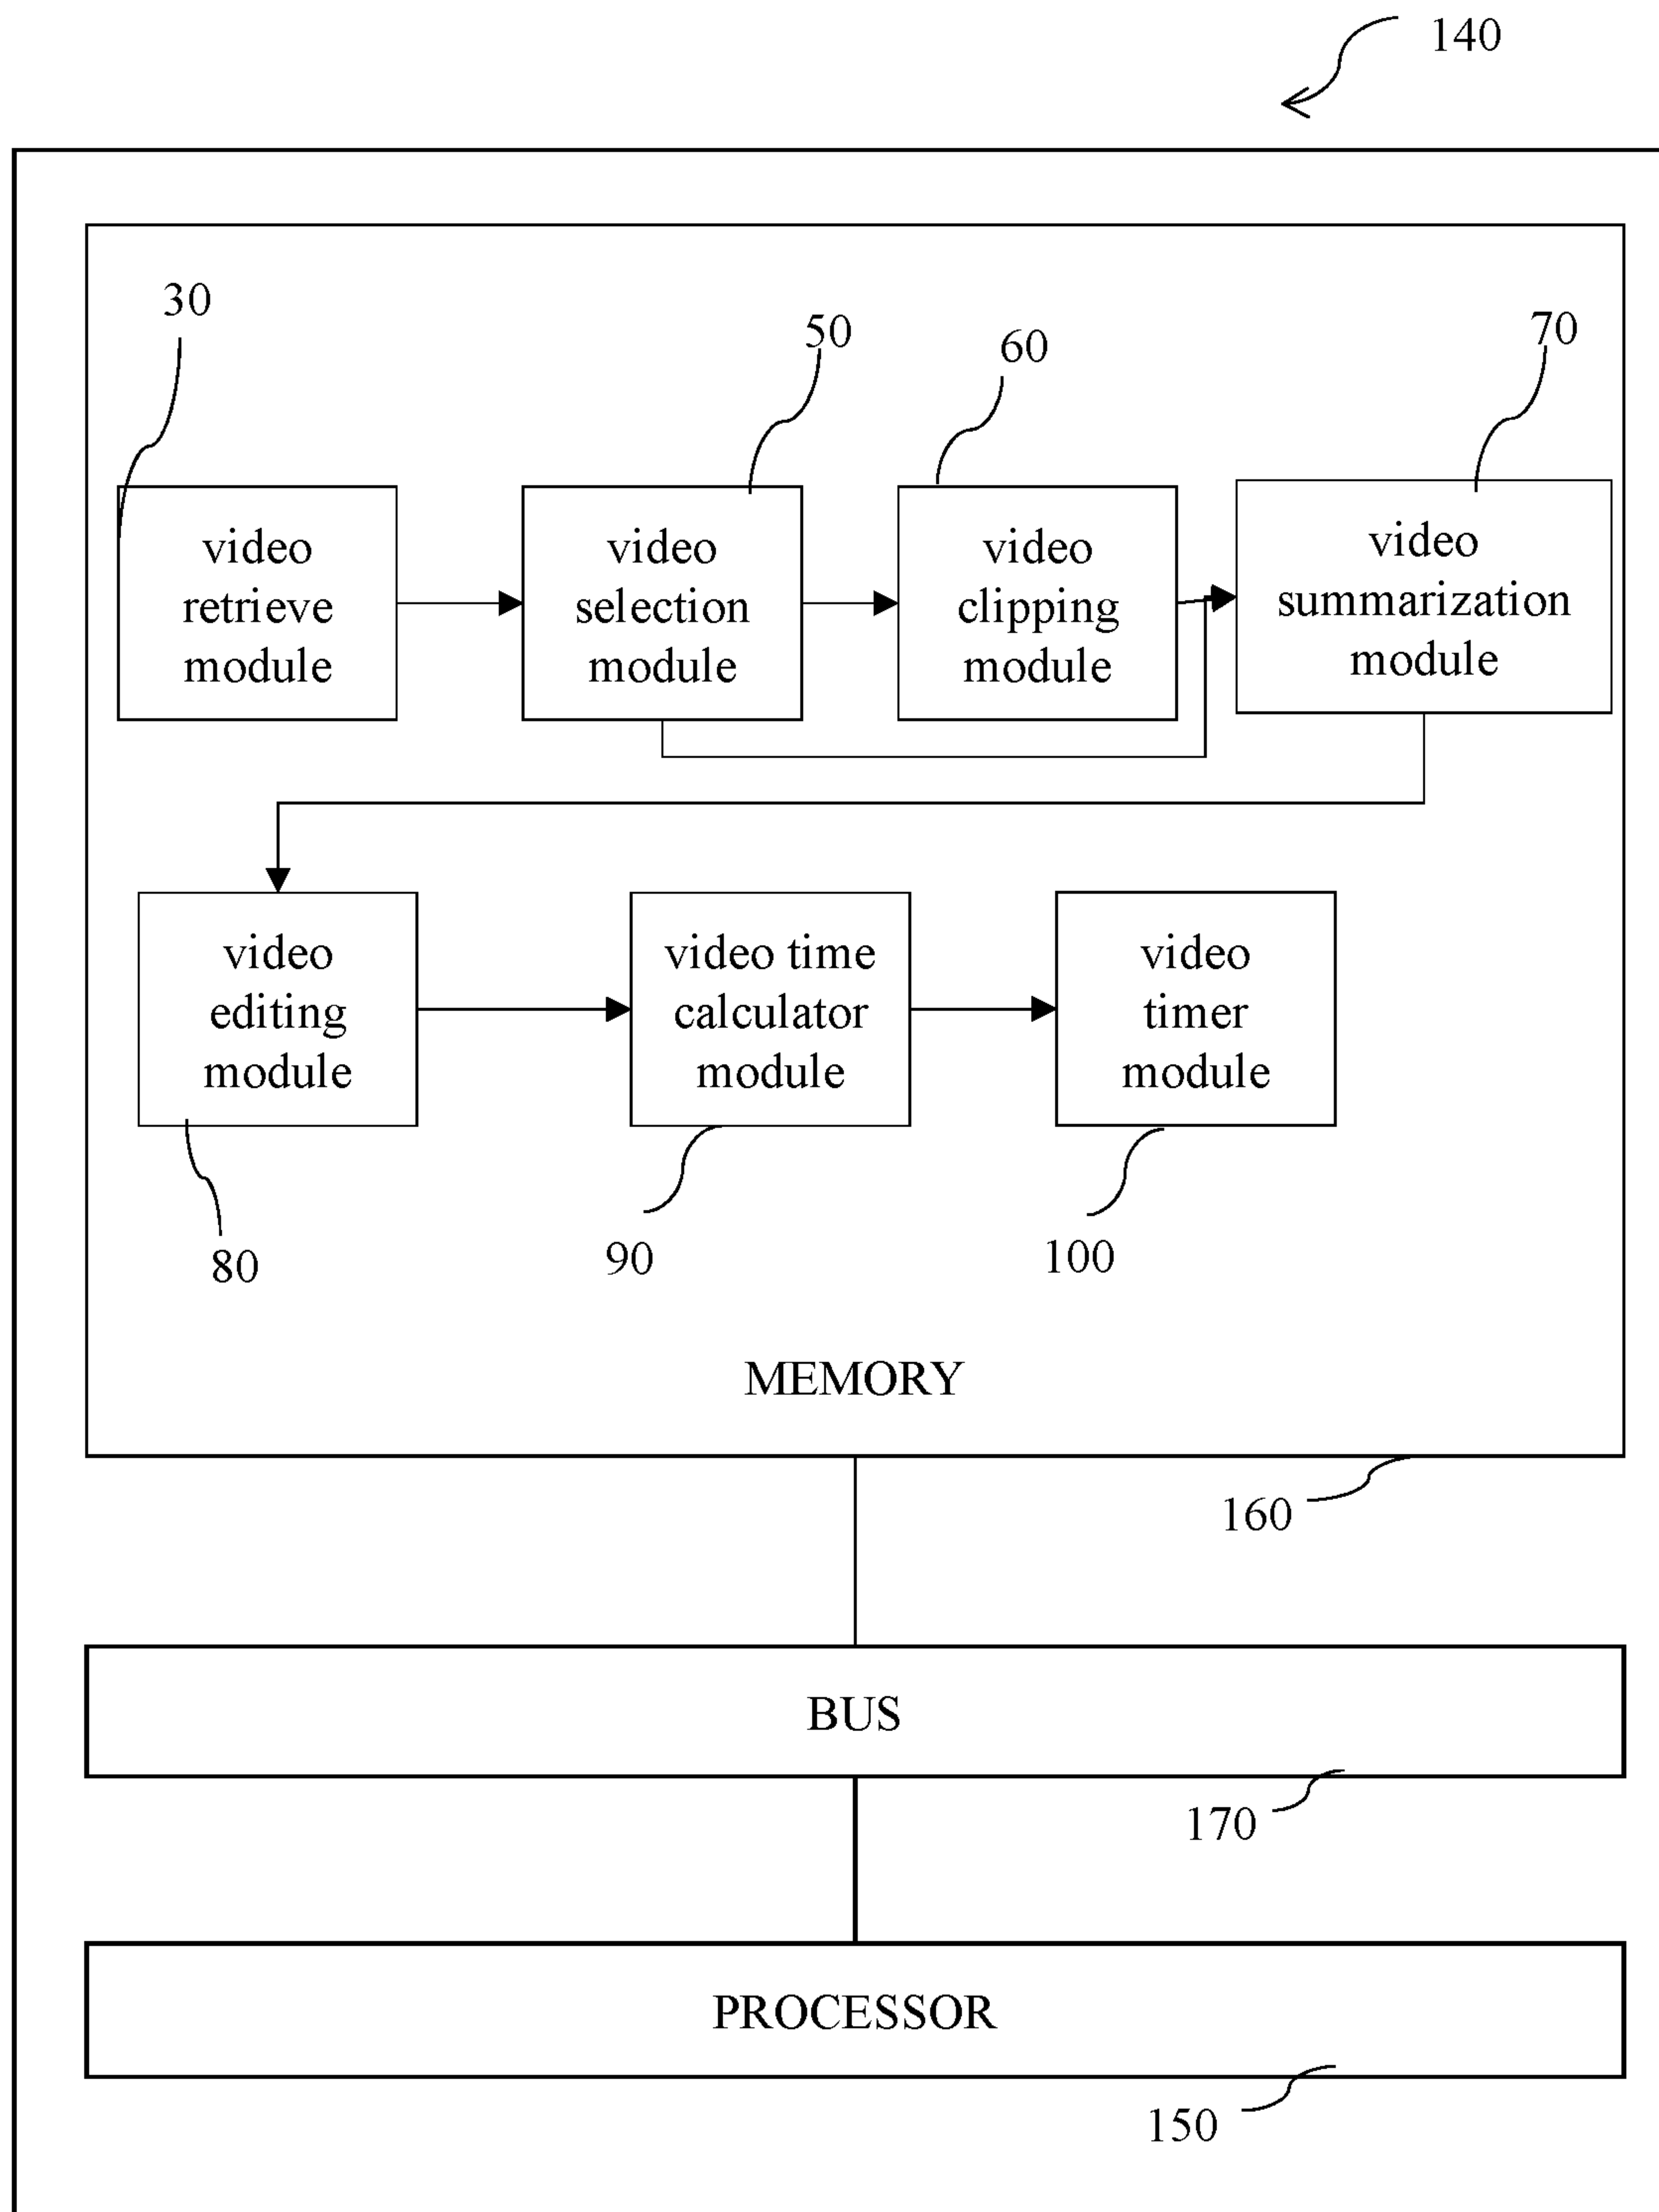 140
30
50
60
70
video
retrieve
module
video
selection
module
video
clipping
module
video
summarization
module
video
editing
module
video time
calculator
module
video
timer
module
80
90
100
MEMORY
160
BUS
170
PROCESSOR
150